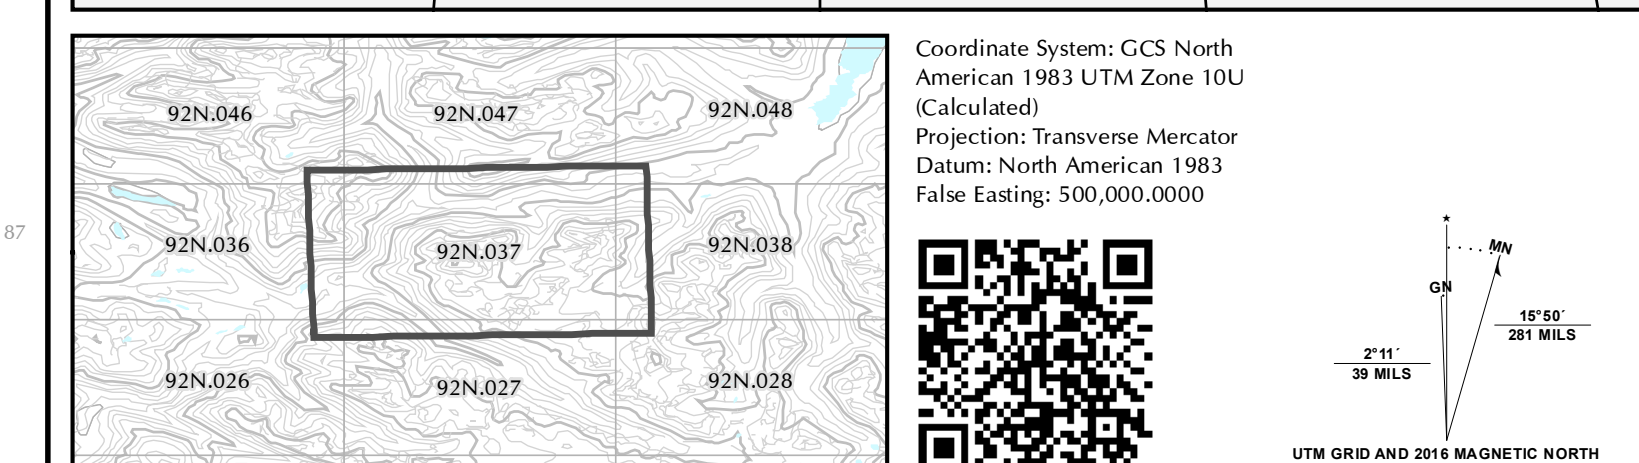 92N.046 92N.047 92N.048
92N.036 92N.037 92N.038
92N.026 92N.027 92N.028
87
Coordinate System: GCS North
American 1983 UTM Zone 10U
(Calculated)
Projection: Transverse Mercator
Datum: North American 1983
False Easting: 500,000.0000
MN
GN
15°50´
281 MILS
2°11´
39 MILS
UTM GRID AND 2016 MAGNETIC NORTH